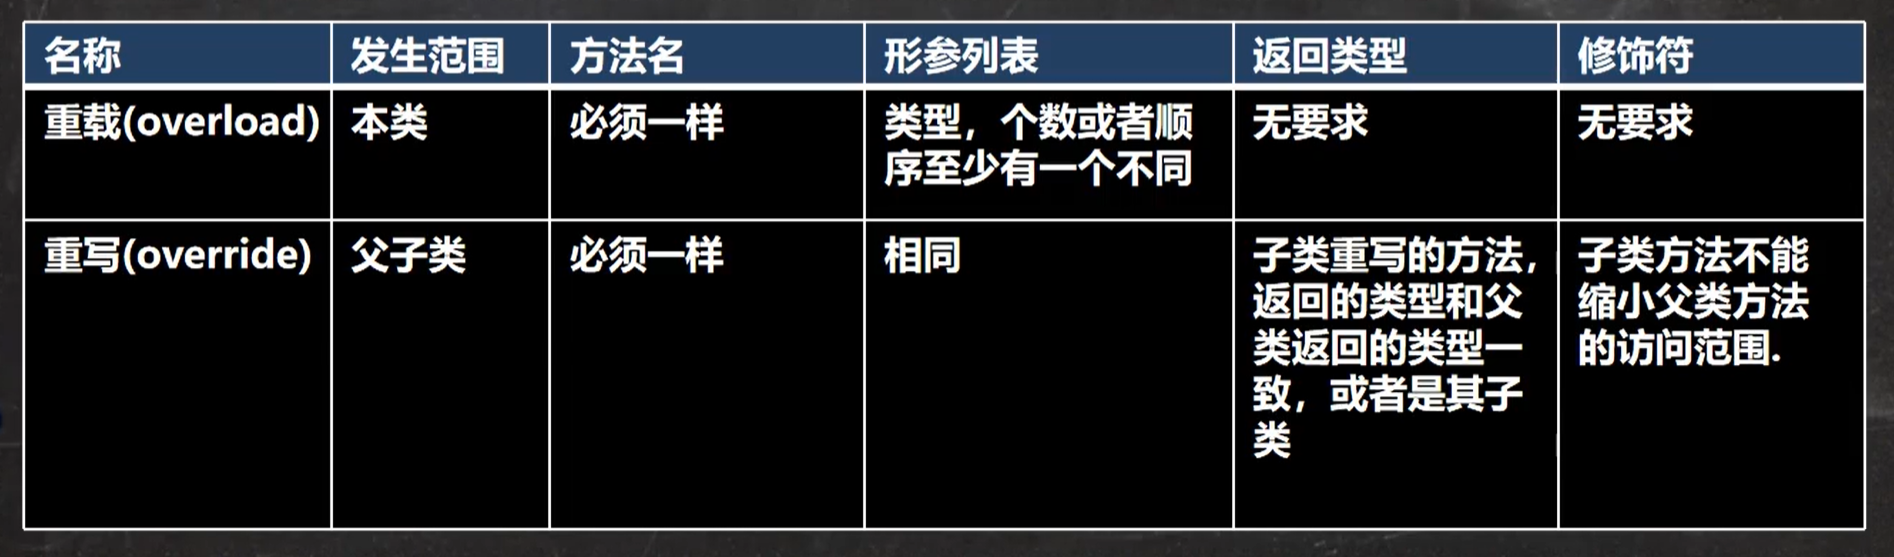 名称
发生范围
方法名
形参列表
返回类型
修饰符
重载(overload)
本类
必须一样
类型，个数或者顺
序至少有一个不同
无要求
无要求
重写(override)
父子类
必须一样
相同
子类重写的方法，
返回的类型和父
类返回的类型一
致，或者是其子
类
子类方法不能
缩小父类方法
的访问范围.